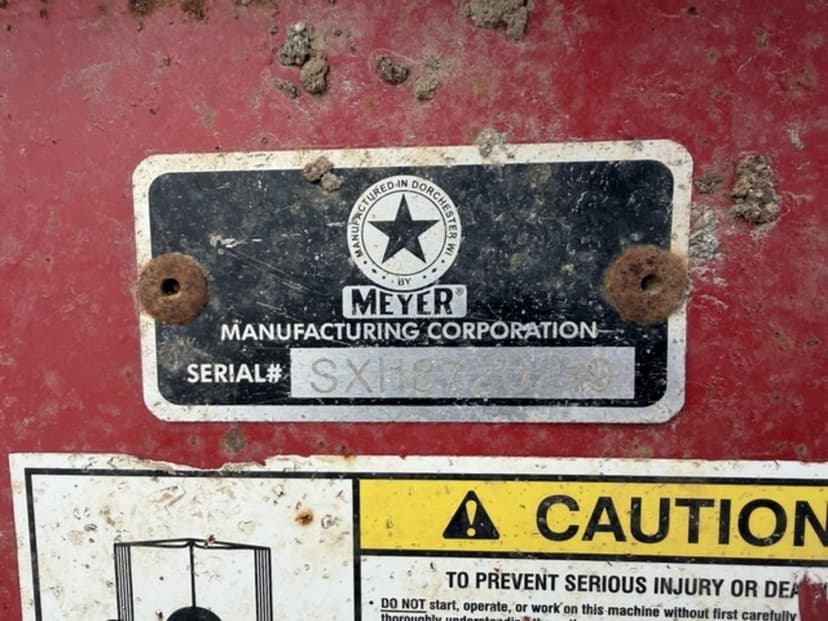 MANUFACTURED IN DORCHESTER WI
BY
MEYER®
MANUFACTURING CORPORATION
SERIAL#
CAUTION
TO PREVENT SERIOUS INJURY OR
• DO NOT start, operate, or work on this machine without first carefully
thoroughly